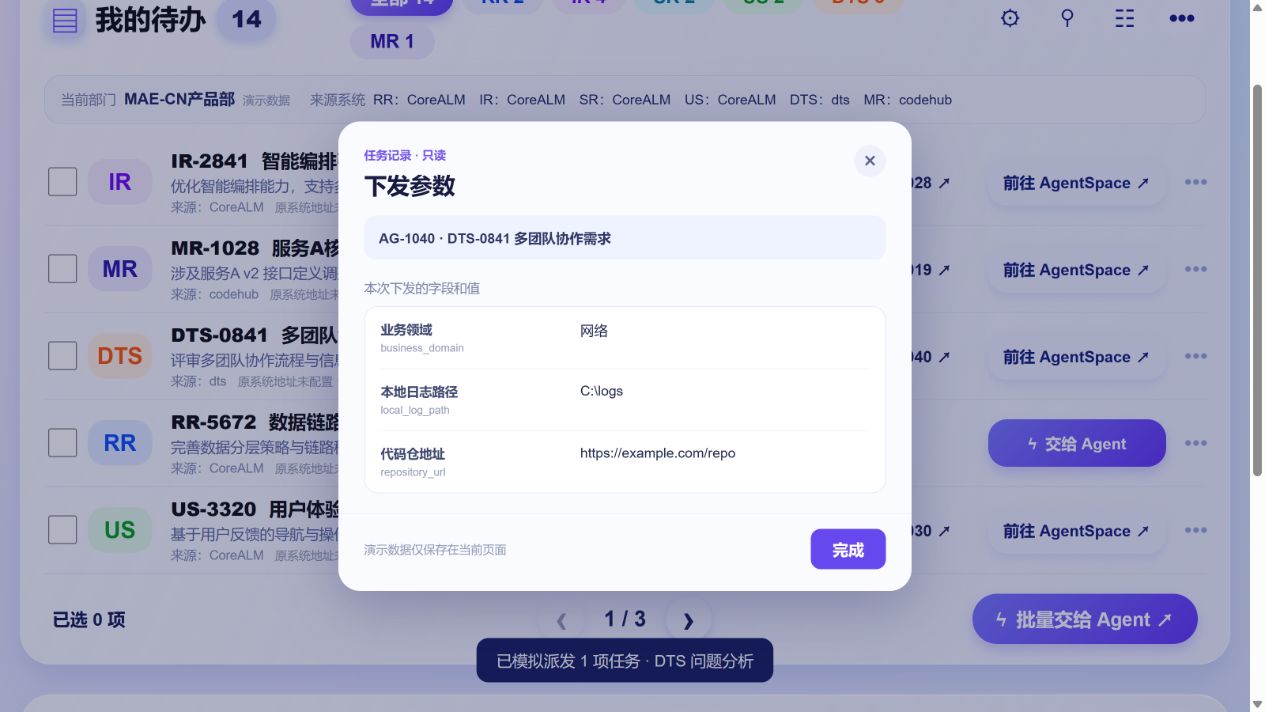 我的待办 14
MR 1
当前部门 MAE-CN产品部 演示数据 来源系统 RR：CoreALM IR：CoreALM SR：CoreALM US：CoreALM DTS：dts MR：codehub
IR
IR-2841 智能编排
优化智能编排能力，支持
来源：CoreALM 原系统地址
028 ↗
前往 AgentSpace ↗
MR
MR-1028 服务A核
涉及服务A v2 接口定义调
来源：codehub 原系统地址未
019 ↗
前往 AgentSpace ↗
DTS
DTS-0841 多团队
评审多团队协作流程与信
来源：dts 原系统地址未配置
040 ↗
前往 AgentSpace ↗
RR
RR-5672 数据链路
完善数据分层策略与链路
来源：CoreALM 原系统地址
交给 Agent
US
US-3320 用户体验
基于用户反馈的导航与操
来源：CoreALM 原系统地址
030 ↗
前往 AgentSpace ↗
任务记录 · 只读
下发参数
AG-1040 · DTS-0841 多团队协作需求
本次下发的字段和值
业务领域 网络
business_domain
本地日志路径 C:\logs
local_log_path
代码仓地址 https://example.com/repo
repository_url
演示数据仅保存在当前页面
完成
已选 0 项
1 / 3
批量交给 Agent ↗
已模拟派发 1 项任务 · DTS 问题分析